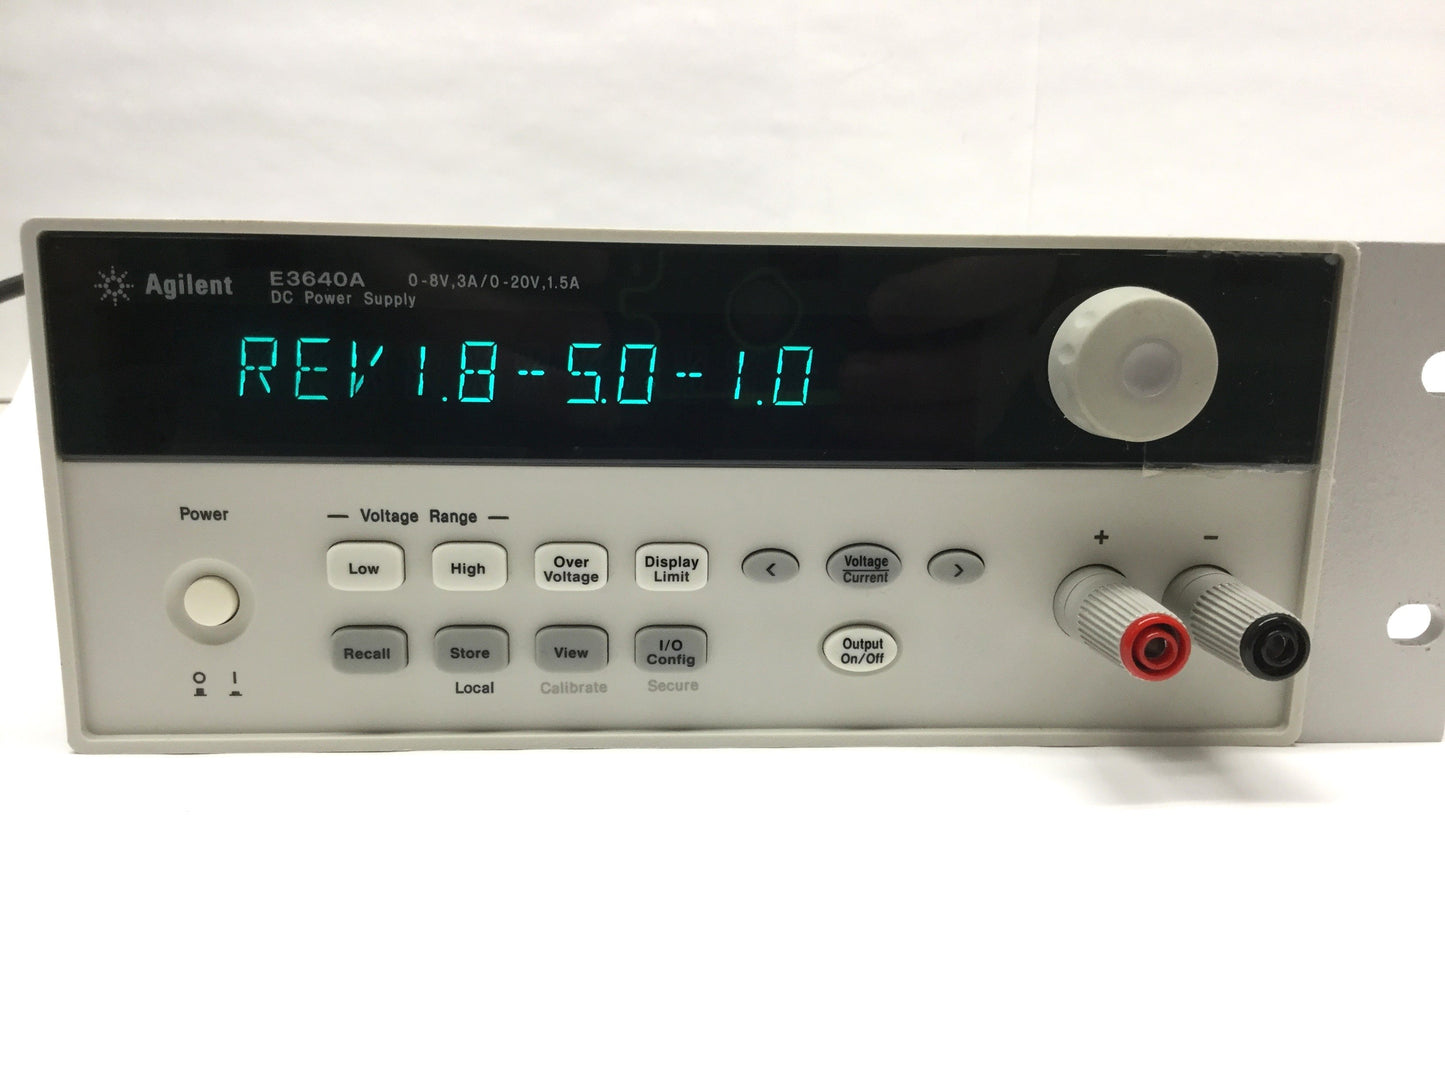 Agilent E3640A 0-8V,3A/0-20V,1.5A
DC Power Supply
REV 1.8-5.0-1.0
Power
Voltage Range
Low High Over Voltage Display Limit < Voltage Current > + -
Recall Store View I/O Config Output On/Off
O I
Local Calibrate Secure